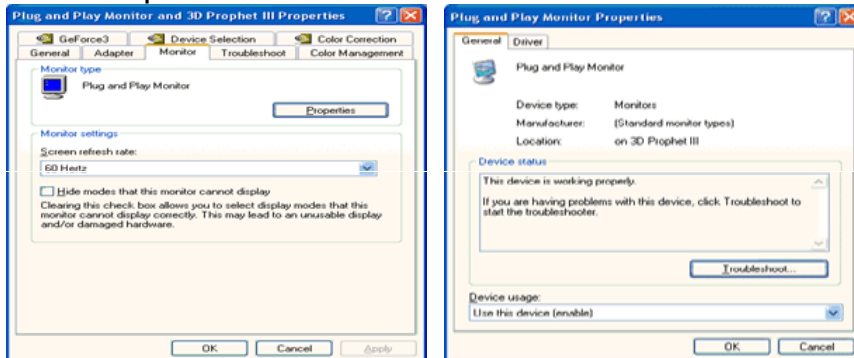 Plug and Play Monitor and 3D Prophet III Properties
GeForce3 Device Selection Color Correction
General Adapter Monitor Troubleshoot Color Management
Monitor type
Plug and Play Monitor
Properties
Monitor settings
Screen refresh rate:
60 Hertz
Hide modes that this monitor cannot display
Clearing this check box allows you to select display modes that this
monitor cannot display correctly. This may lead to an unusable display
and/or damaged hardware.
OK Cancel Apply
Plug and Play Monitor Properties
General Driver
Plug and Play Monitor
Device type: Monitors
Manufacturer: (Standard monitor types)
Location: on 3D Prophet III
Device status
This device is working properly.
If you are having problems with this device, click Troubleshoot to
start the troubleshooter.
Troubleshoot...
Device usage:
Use this device (enable)
OK Cancel